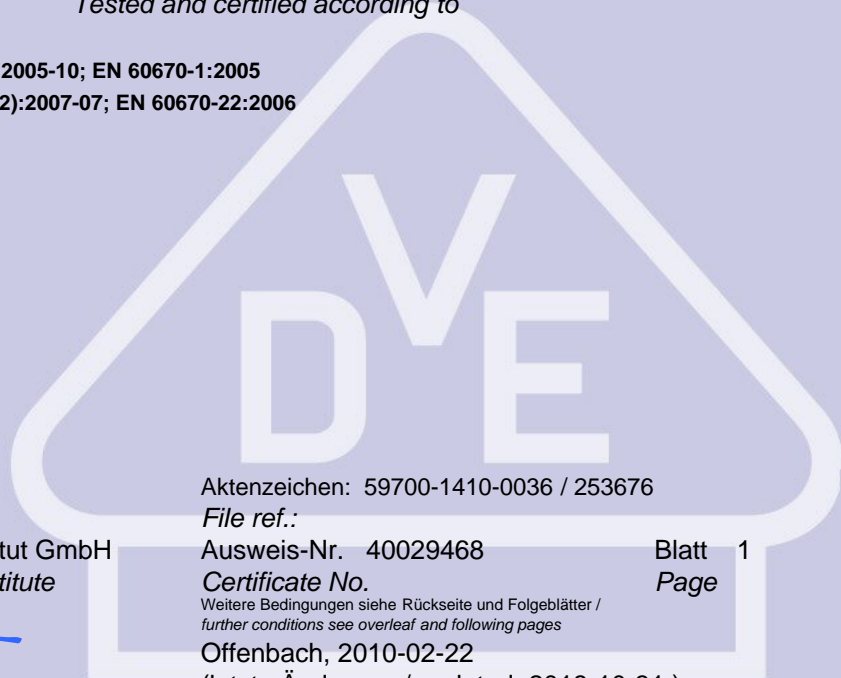 Tested and certified according to
2005-10; EN 60670-1:2005
2):2007-07; EN 60670-22:2006
VDE
Aktenzeichen: 59700-1410-0036 / 253676
File ref.:
tut GmbH Ausweis-Nr. 40029468 Blatt 1
titute Certificate No. Page
Weitere Bedingungen siehe Rückseite und Folgeblätter /
further conditions see overleaf and following pages
Offenbach, 2010-02-22